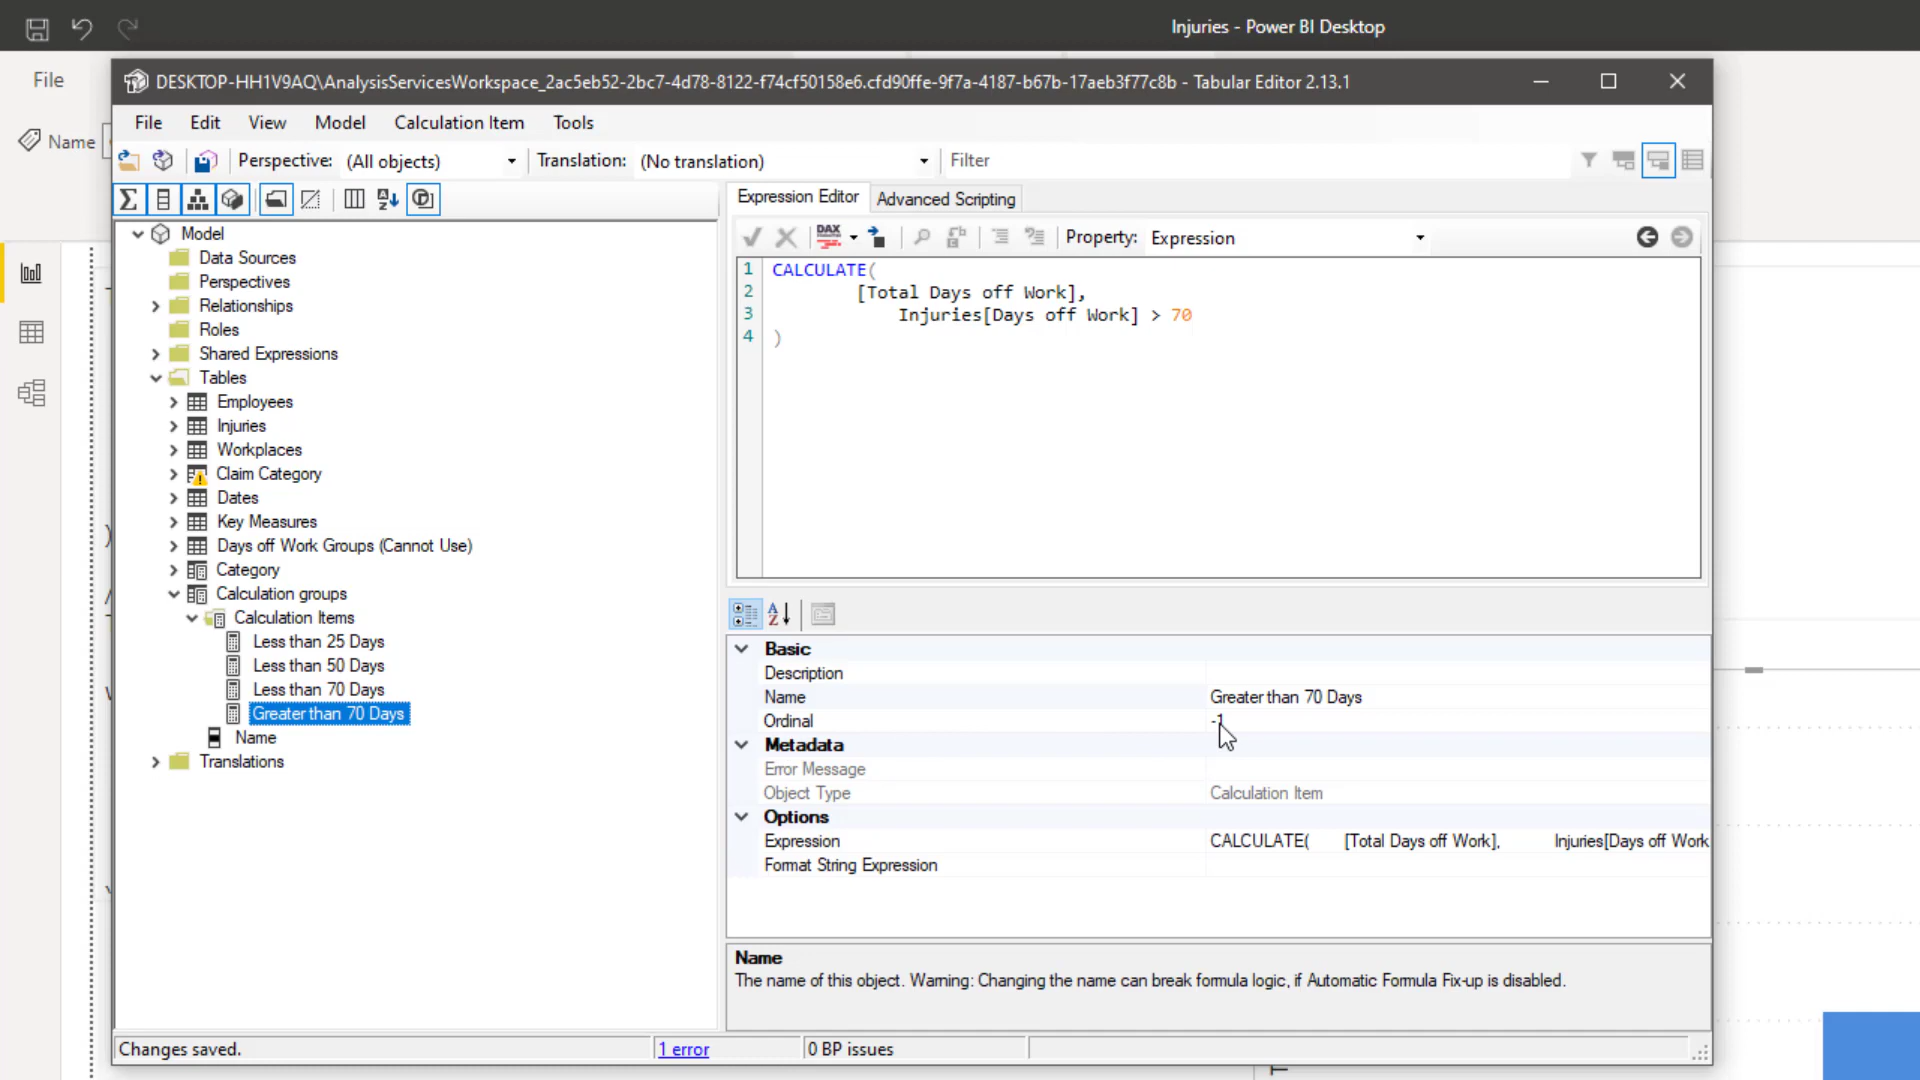 Injuries - Power BI Desktop
File
Name
DESKTOP-HH1V9AQ\AnalysisServicesWorkspace_2ac5eb52-2bc7-4d78-8122-f74cf50158e6.cfd90ffe-9f7a-4187-b67b-17aeb3f77c8b - Tabular Editor 2.13.1
File Edit View Model Calculation Item Tools
Perspective: (All objects) Translation: (No translation) Filter
Expression Editor Advanced Scripting
DAX Property: Expression
1 CALCULATE(
2 [Total Days off Work],
3 Injuries[Days off Work] > 70
4 )
Model
Data Sources
Perspectives
Relationships
Roles
Shared Expressions
Tables
Employees
Injuries
Workplaces
Claim Category
Dates
Key Measures
Days off Work Groups (Cannot Use)
Category
Calculation groups
Calculation Items
Less than 25 Days
Less than 50 Days
Less than 70 Days
Greater than 70 Days
Name
Translations
Basic
Description
Name Greater than 70 Days
Ordinal -1
Metadata
Error Message
Object Type Calculation Item
Options
Expression CALCULATE( [Total Days off Work], Injuries[Days off Work
Format String Expression
Name
The name of this object. Warning: Changing the name can break formula logic, if Automatic Formula Fix-up is disabled.
Changes saved. 1 error 0 BP issues